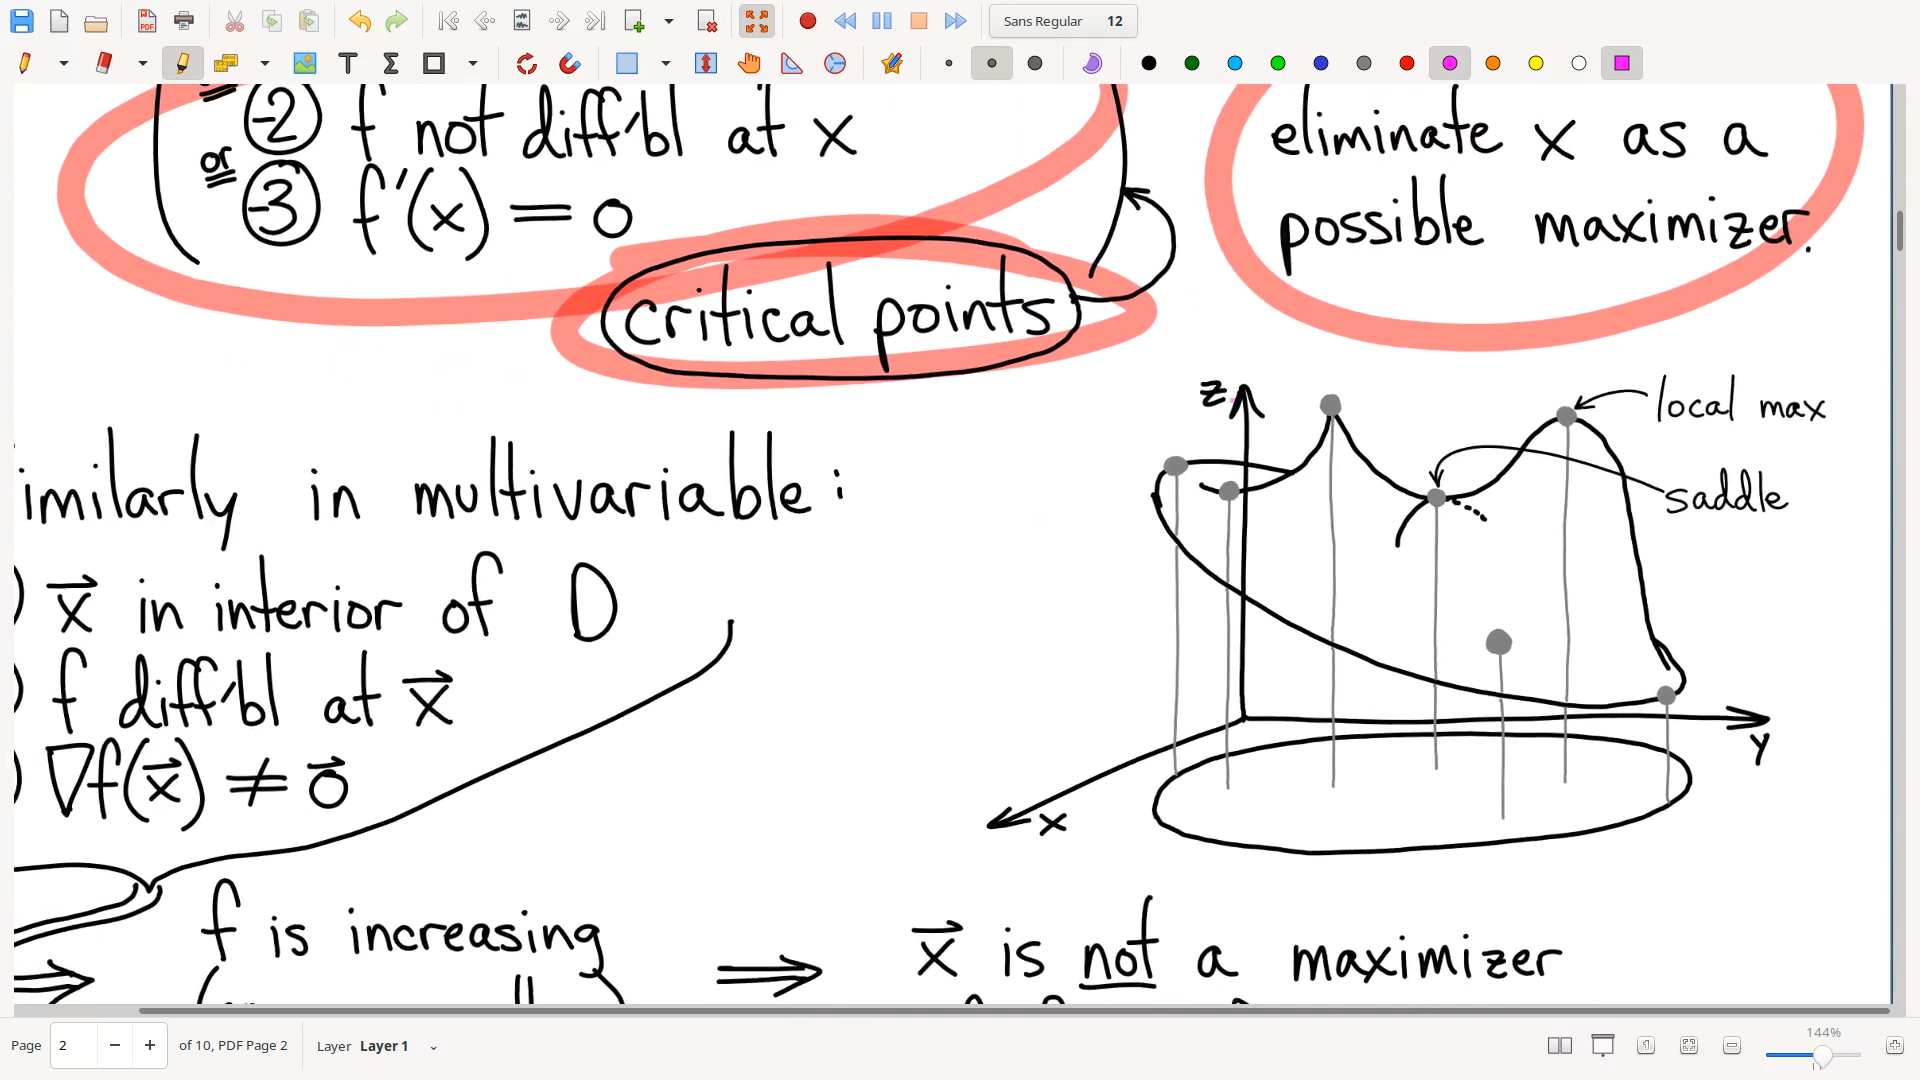 Sans Regular 12
-2 f not diff'bl at x
or
-3 f'(x) = 0
eliminate x as a
possible maximizer.
critical points
imilarly in multivariable:
) x⃗ in interior of D
) f diff'bl at x⃗
) ∇f(x⃗) ≠ 0⃗
z
local max
saddle
y
x
⇒ f is increasing ⇒ x⃗ is not a maximizer
Page 2 of 10, PDF Page 2 Layer Layer 1
144%